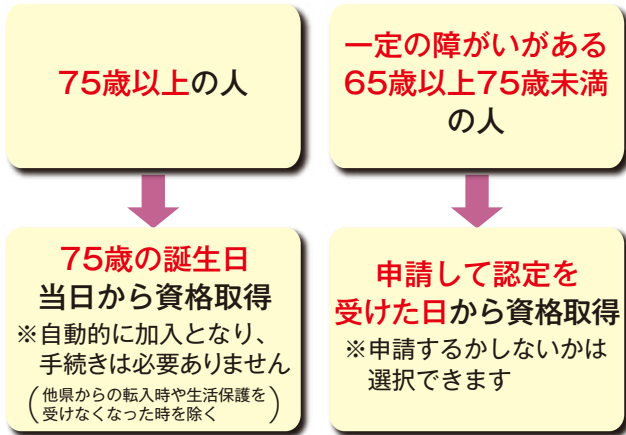 75歳以上の人
一定の障がいがある
65歳以上75歳未満
の人
75歳の誕生日
当日から資格取得
※自動的に加入となり、
手続きは必要ありません
(他県からの転入時や生活保護を
受けなくなった時を除く)
申請して認定を
受けた日から資格取得
※申請するかしないかは
選択できます